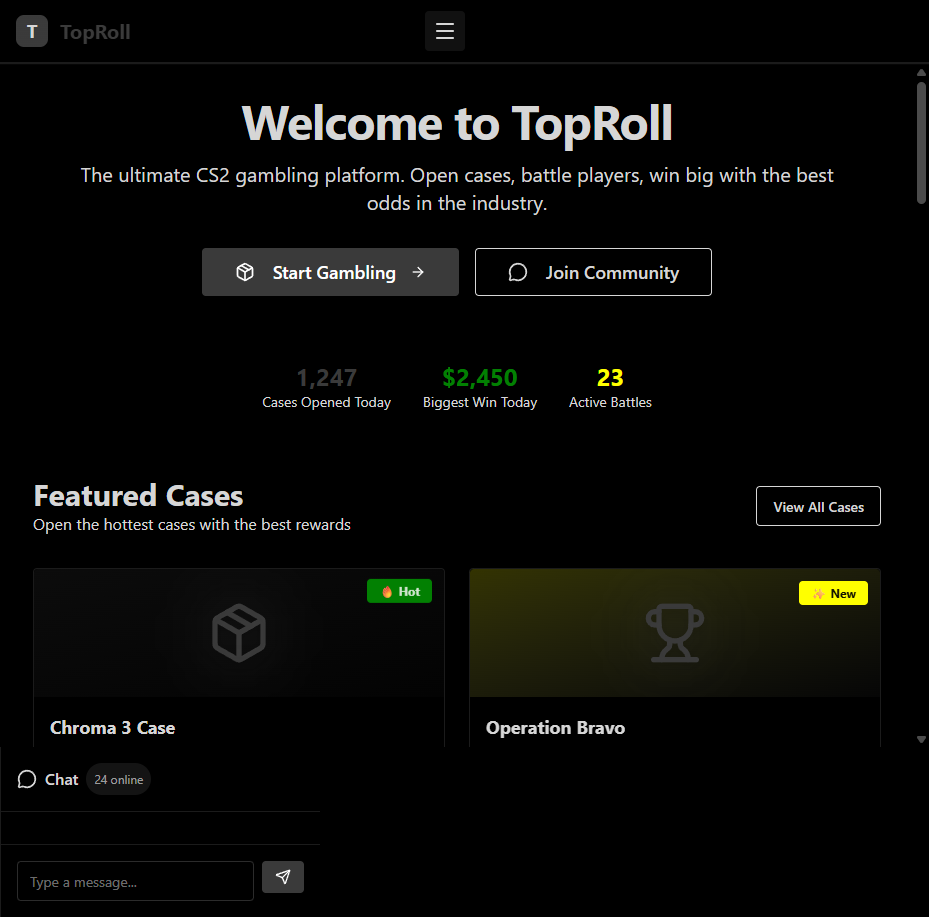 T TopRoll
Welcome to TopRoll
The ultimate CS2 gambling platform. Open cases, battle players, win big with the best
odds in the industry.
Start Gambling → Join Community
1,247 $2,450 23
Cases Opened Today Biggest Win Today Active Battles
Featured Cases
Open the hottest cases with the best rewards
View All Cases
🔥 Hot
✨ New
Chroma 3 Case
Operation Bravo
Chat 24 online
Type a message...